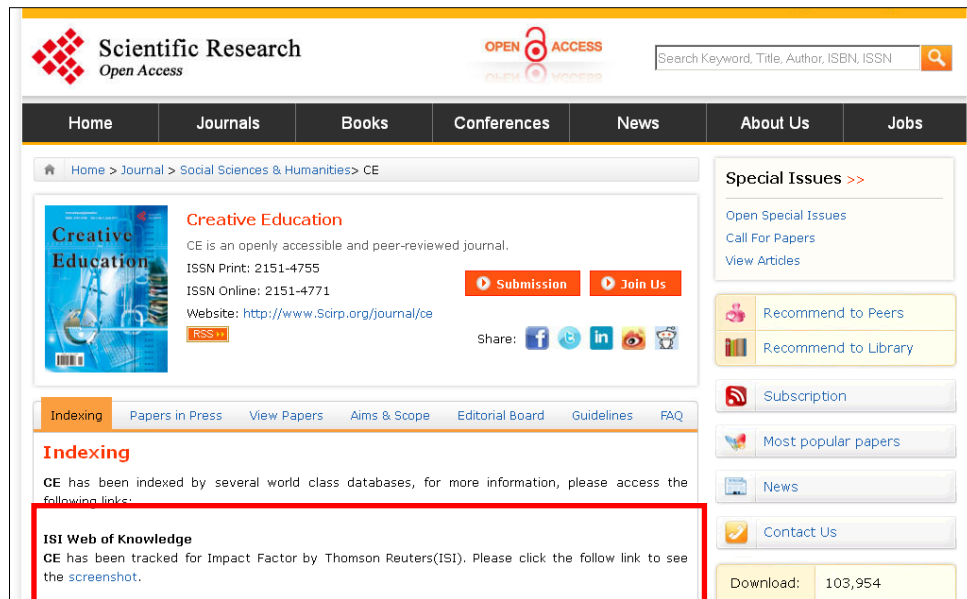 Scientific Research
Open Access
OPEN ACCESS
Search Keyword, Title, Author, ISBN, ISSN
Home Journals Books Conferences News About Us Jobs
Home > Journal > Social Sciences & Humanities> CE
Creative Education
Creative Education
CE is an openly accessible and peer-reviewed journal.
ISSN Print: 2151-4755
ISSN Online: 2151-4771
Website: http://www.Scirp.org/journal/ce
RSS
Submission
Join Us
Share:
Indexing Papers in Press View Papers Aims & Scope Editorial Board Guidelines FAQ
Indexing
CE has been indexed by several world class databases, for more information, please access the
following links:
ISI Web of Knowledge
CE has been tracked for Impact Factor by Thomson Reuters(ISI). Please click the follow link to see
the screenshot.
Special Issues >>
Open Special Issues
Call For Papers
View Articles
Recommend to Peers
Recommend to Library
Subscription
Most popular papers
News
Contact Us
Download: 103,954